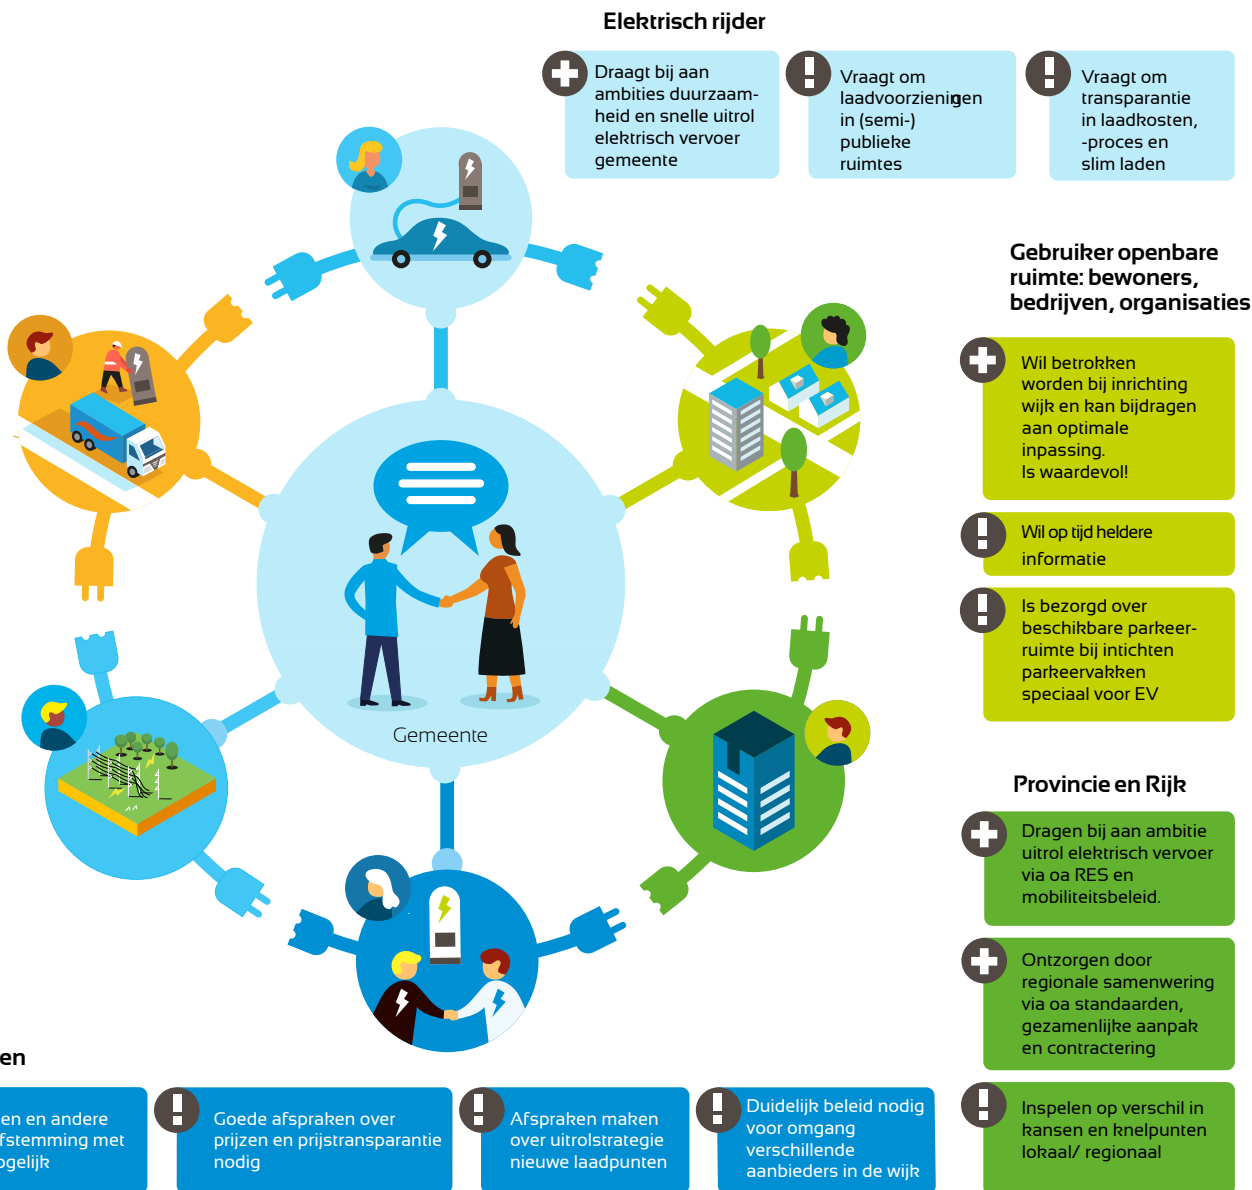 Elektrisch rijder
Draagt bij aan
ambities duurzaam-
heid en snelle uitrol
elektrisch vervoer
gemeente
Vraagt om
laadvoorzieningen
in (semi-)
publieke
ruimtes
Vraagt om
transparantie
in laadkosten,
-proces en
slim laden
Gebruiker openbare
ruimte: bewoners,
bedrijven, organisaties
Wil betrokken
worden bij inrichting
wijk en kan bijdragen
aan optimale
inpassing.
Is waardevol!
Wil op tijd heldere
informatie
Is bezorgd over
beschikbare parkeer-
ruimte bij intichten
parkeervakken
speciaal voor EV
Gemeente
Provincie en Rijk
Dragen bij aan ambitie
uitrol elektrisch vervoer
via oa RES en
mobiliteitsbeleid.
Ontzorgen door
regionale samenwering
via oa standaarden,
gezamenlijke aanpak
en contractering
Inspelen op verschil in
kansen en knelpunten
lokaal/ regionaal
en
en en andere
fstemming met
ogelijk
Goede afspraken over
prijzen en prijstransparantie
nodig
Afspraken maken
over uitrolstrategie
nieuwe laadpunten
Duidelijk beleid nodig
voor omgang
verschillende
aanbieders in de wijk